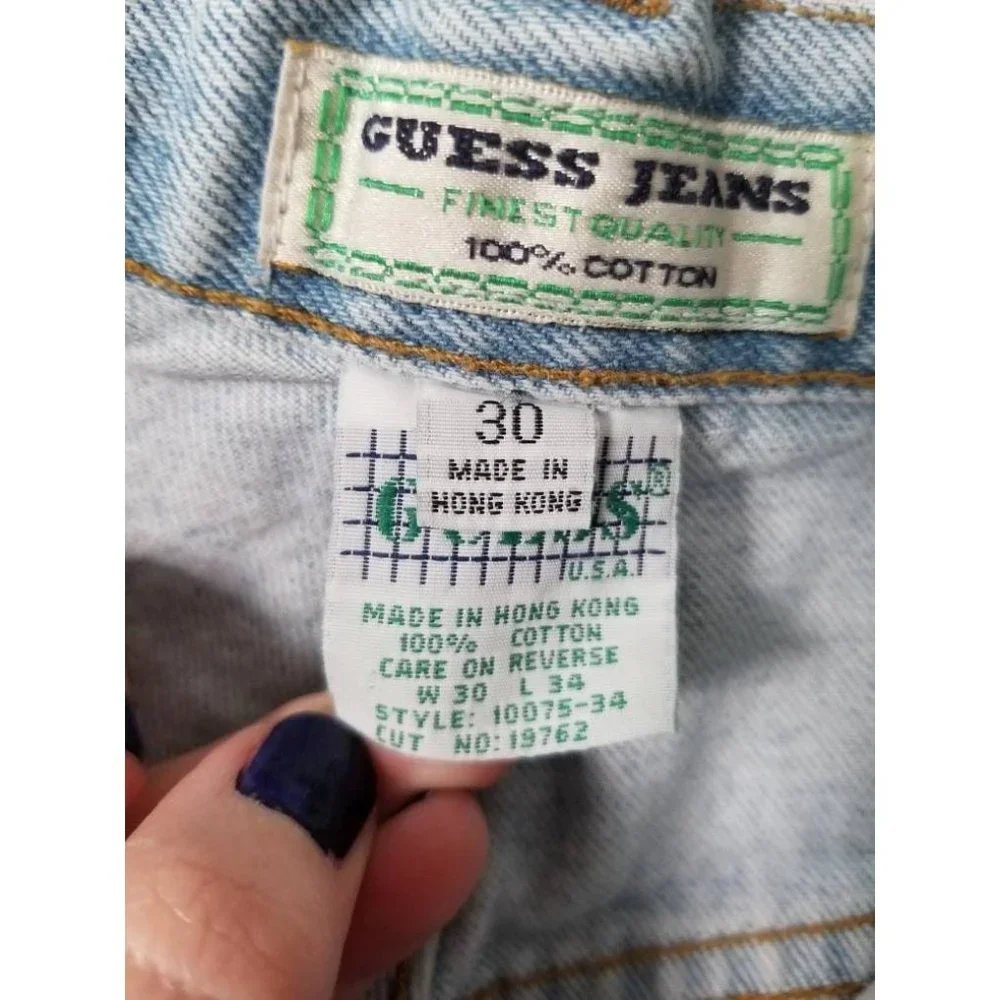 GUESS JEANS
FINEST QUALITY
100% COTTON
30
MADE IN
HONG KONG
G S ®
U.S.A.
MADE IN HONG KONG
100% COTTON
CARE ON REVERSE
W 30 L 34
STYLE: 10075-34
CUT NO: 19762